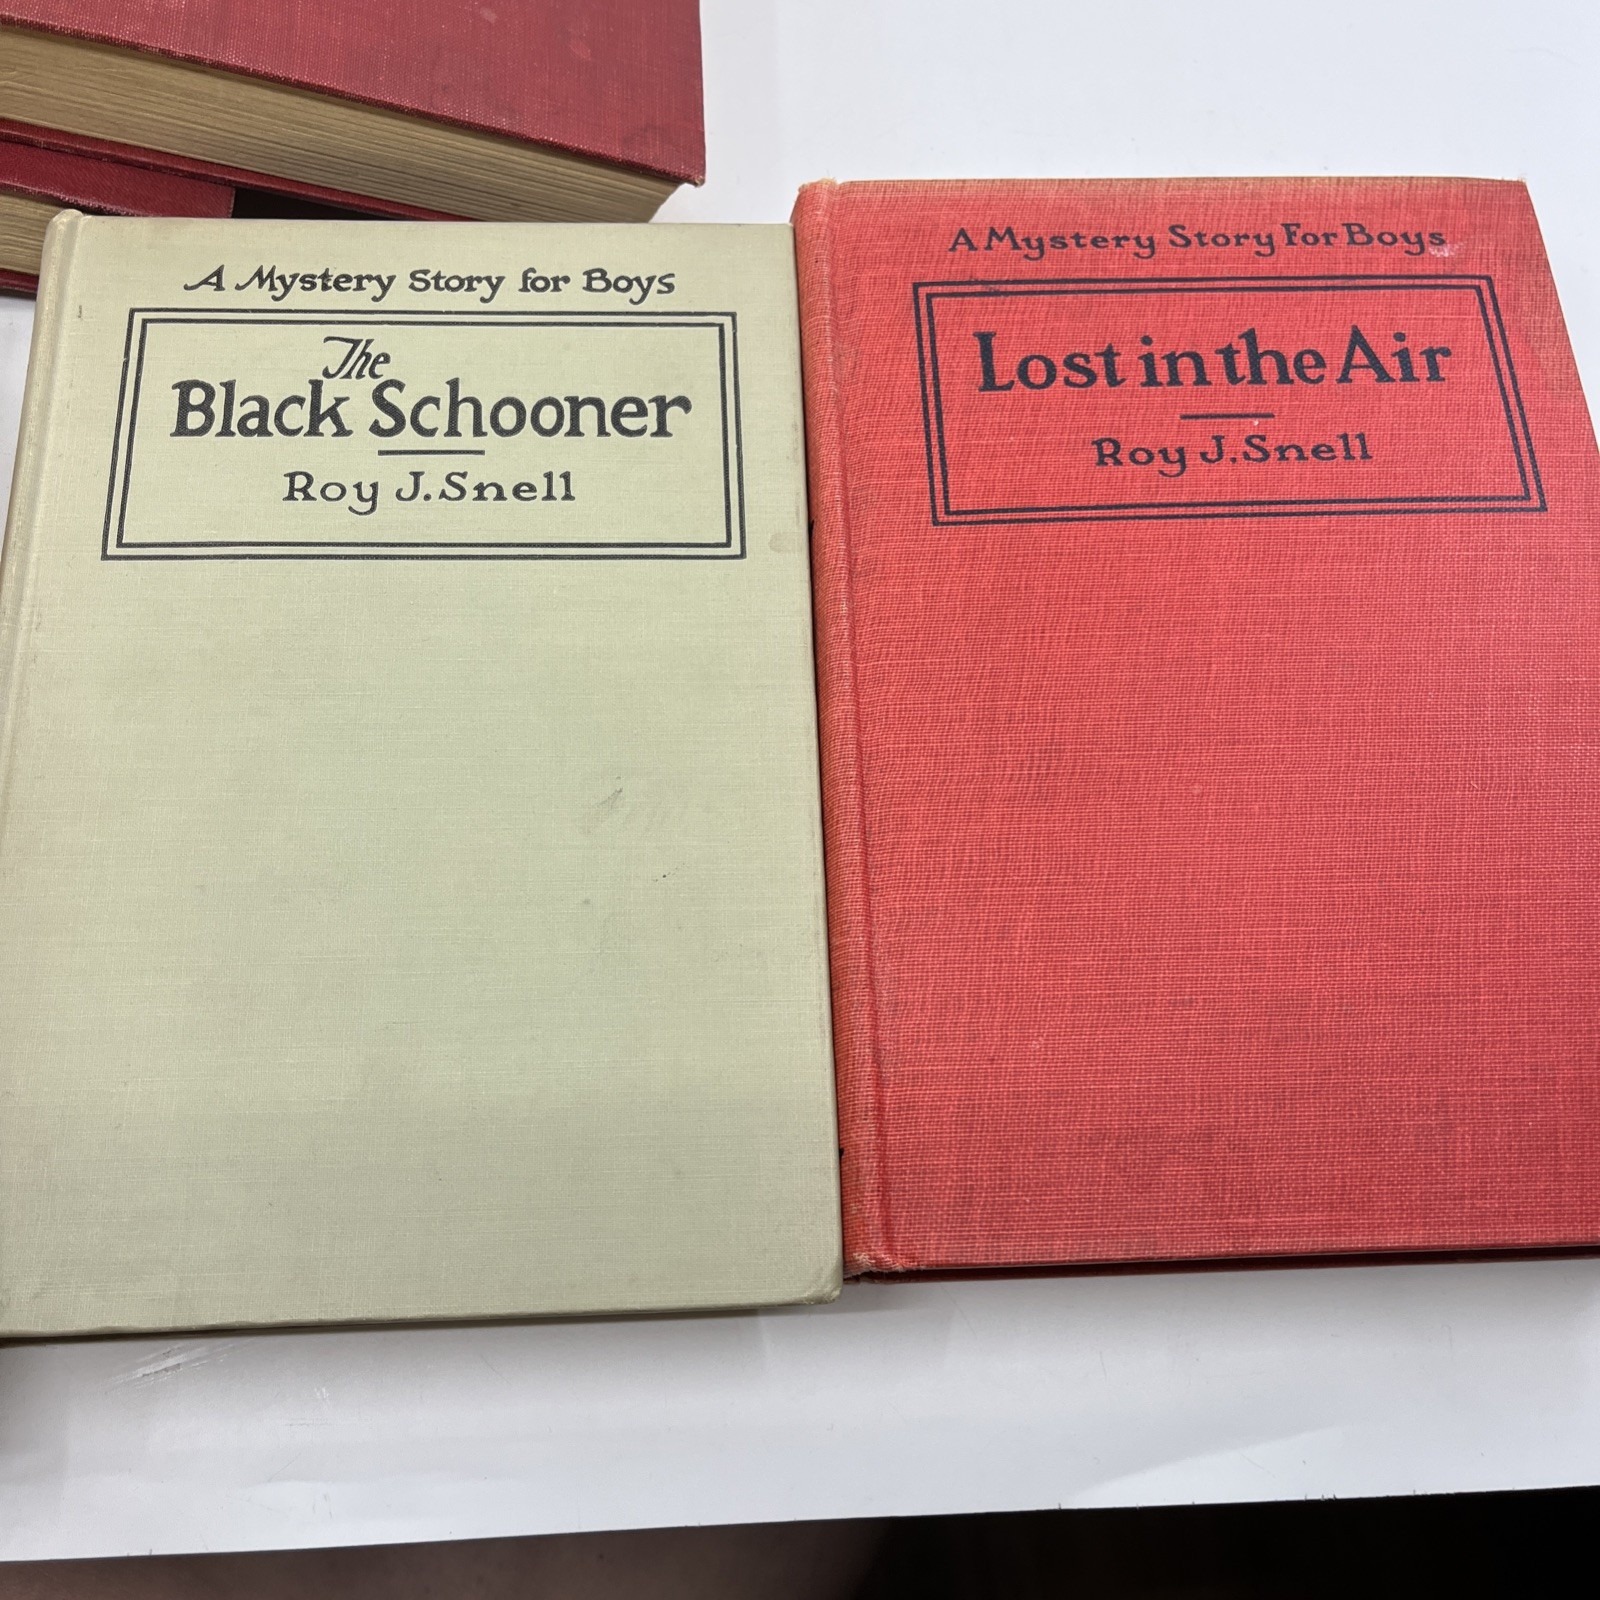 A Mystery Story for Boys
The
Black Schooner
Roy J. Snell
A Mystery Story For Boys
Lost in the Air
Roy J. Snell